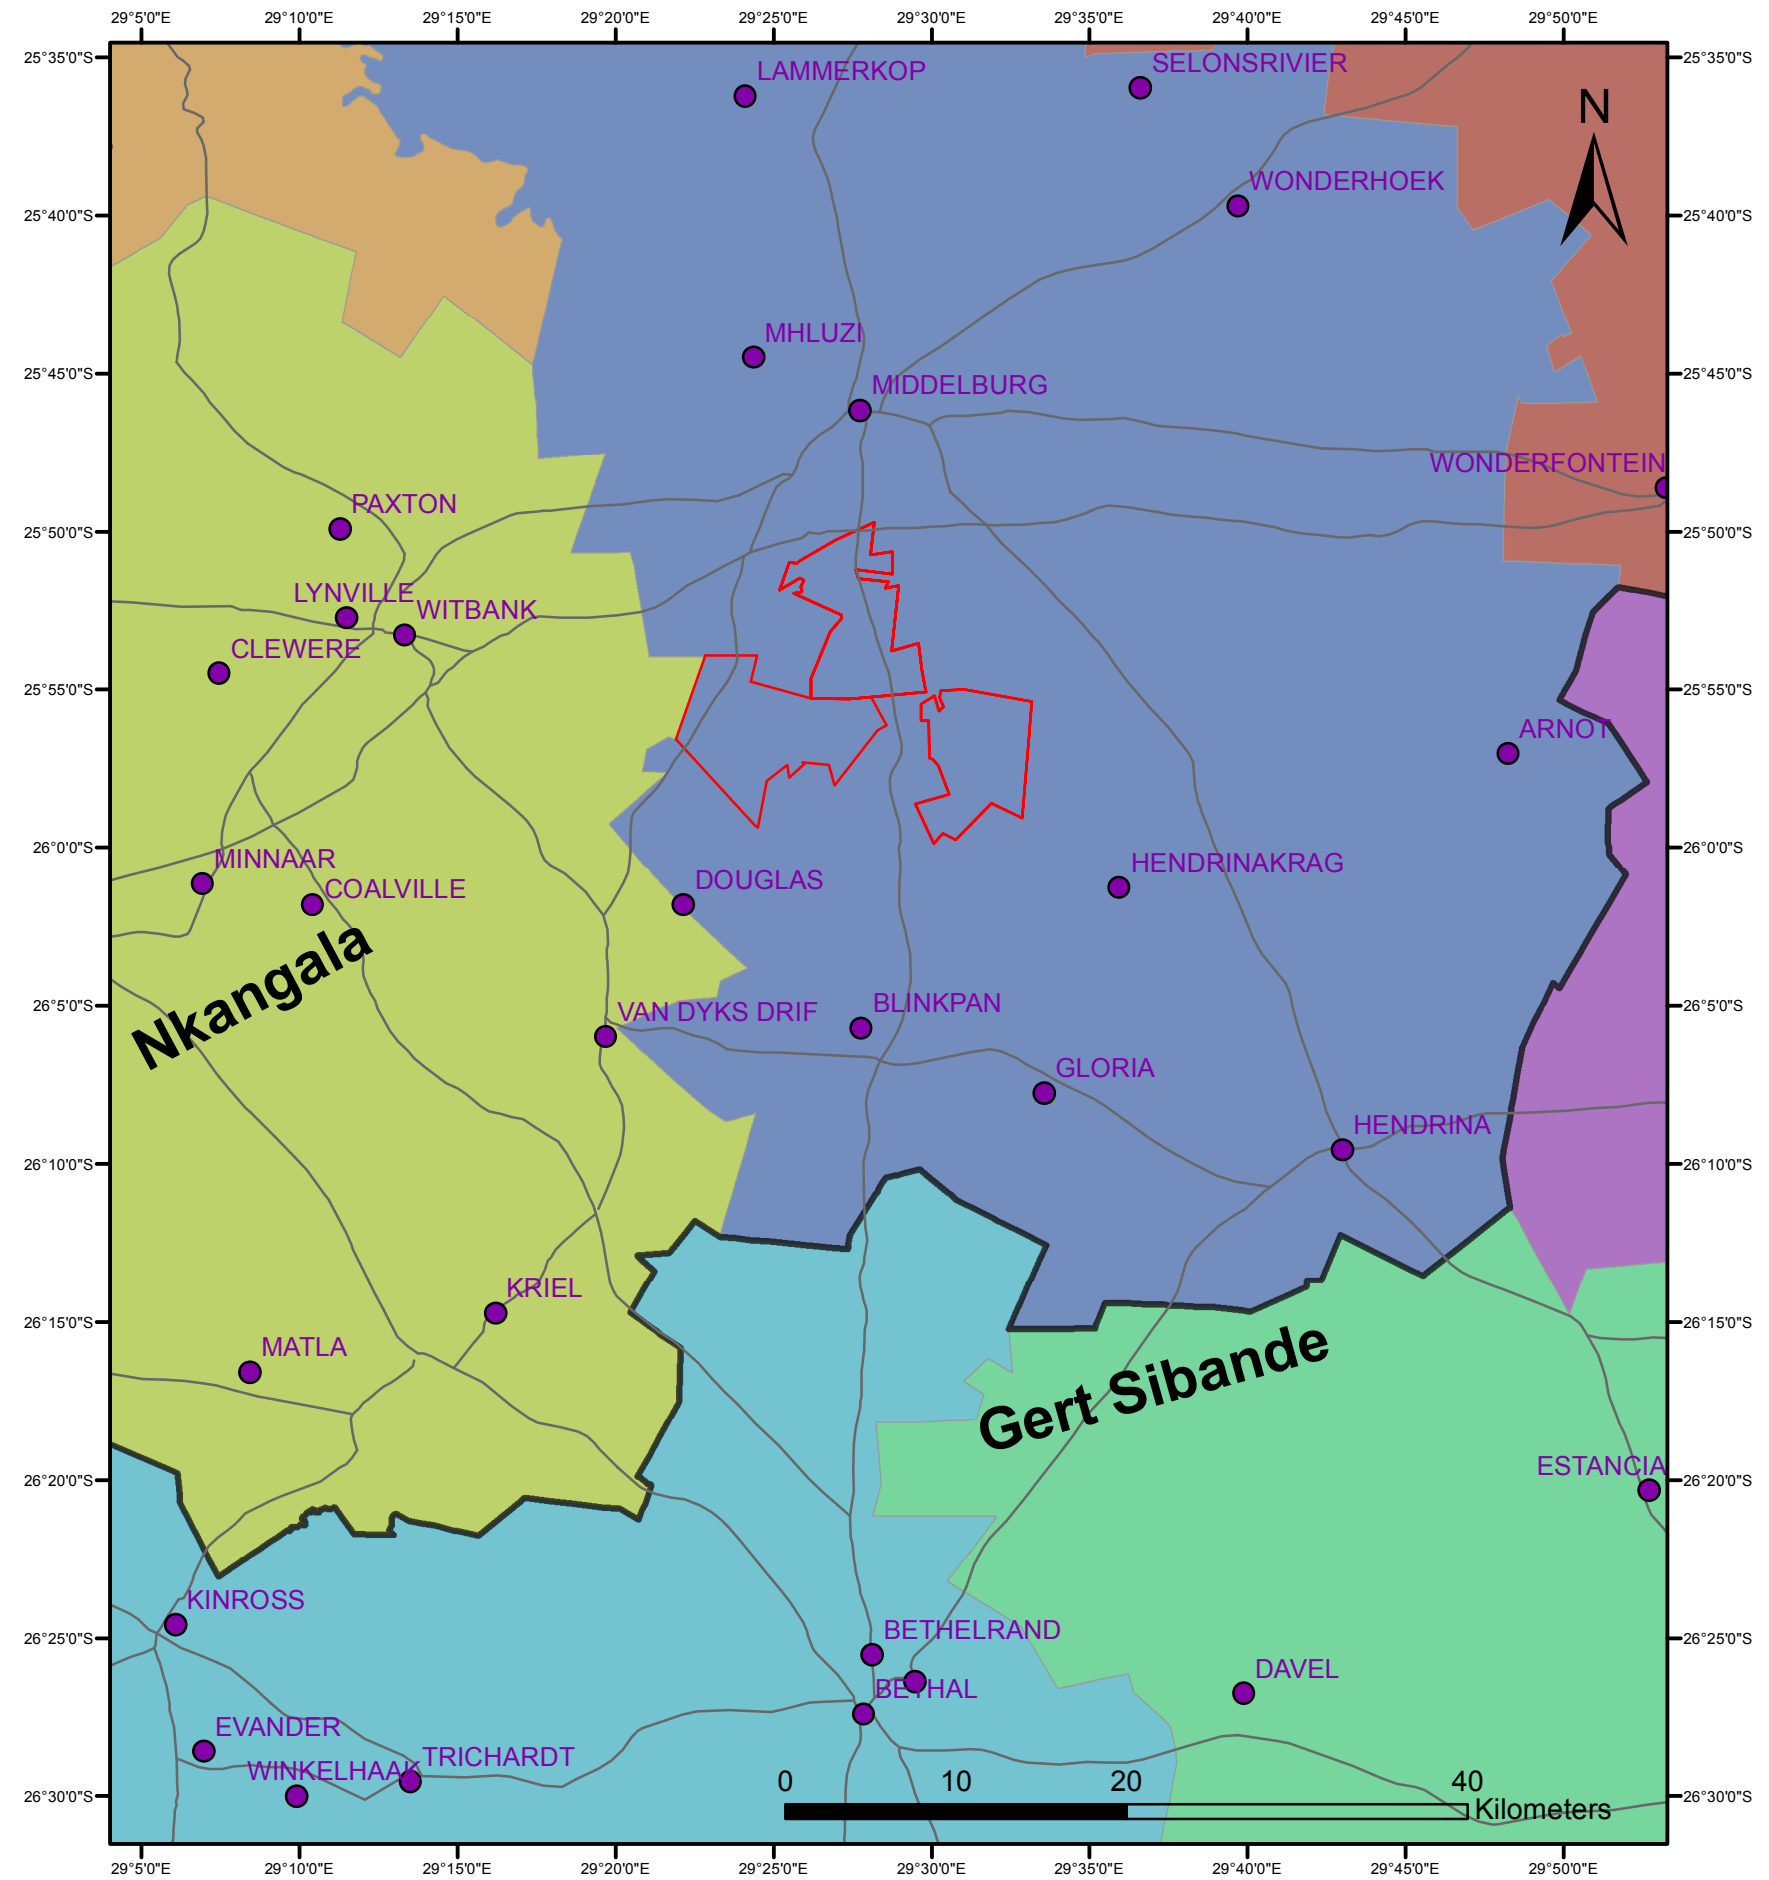 29°5'0"E 29°10'0"E 29°15'0"E 29°20'0"E 29°25'0"E 29°30'0"E 29°35'0"E 29°40'0"E 29°45'0"E 29°50'0"E
25°35'0"S LAMMERKOP SELONSRIVIER 25°35'0"S
N
WONDERHOEK
25°40'0"S 25°40'0"S
MHLUZI
25°45'0"S MIDDELBURG 25°45'0"S
WONDERFONTEIN
PAXTON
25°50'0"S 25°50'0"S
LYNVILLE
WITBANK
CLEWERE
25°55'0"S 25°55'0"S
ARNOT
26°0'0"S 26°0'0"S
MINNAAR HENDRINAKRAG
COALVILLE DOUGLAS
Nkangala
26°5'0"S VAN DYKS DRIF BLINKPAN 26°5'0"S
GLORIA
HENDRINA
26°10'0"S 26°10'0"S
KRIEL
26°15'0"S 26°15'0"S
MATLA
Gert Sibande
ESTANCIA
26°20'0"S 26°20'0"S
KINROSS
BETHELRAND
26°25'0"S 26°25'0"S
DAVEL
BETHAL
EVANDER
TRICHARDT
WINKELHAAK
0 10 20 40
26°30'0"S 26°30'0"S
Kilometers
29°5'0"E 29°10'0"E 29°15'0"E 29°20'0"E 29°25'0"E 29°30'0"E 29°35'0"E 29°40'0"E 29°45'0"E 29°50'0"E